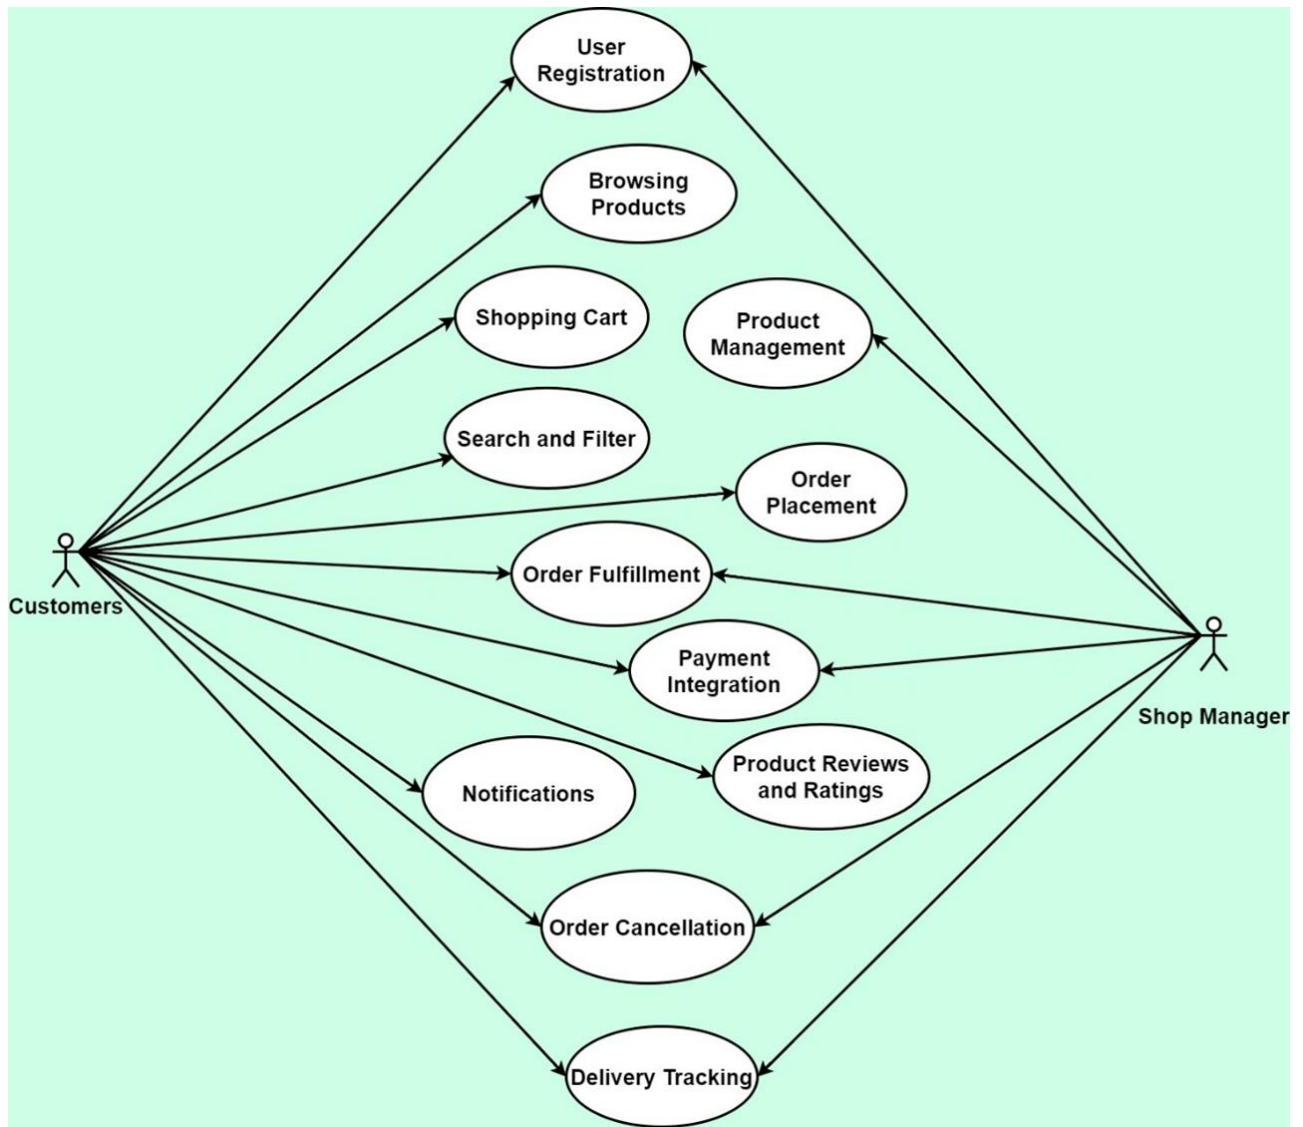 User
Registration
Browsing
Products
Shopping Cart
Product
Management
Search and Filter
Order
Placement
Order Fulfillment
Customers
Payment
Integration
Shop Manager
Product Reviews
and Ratings
Notifications
Order Cancellation
Delivery Tracking